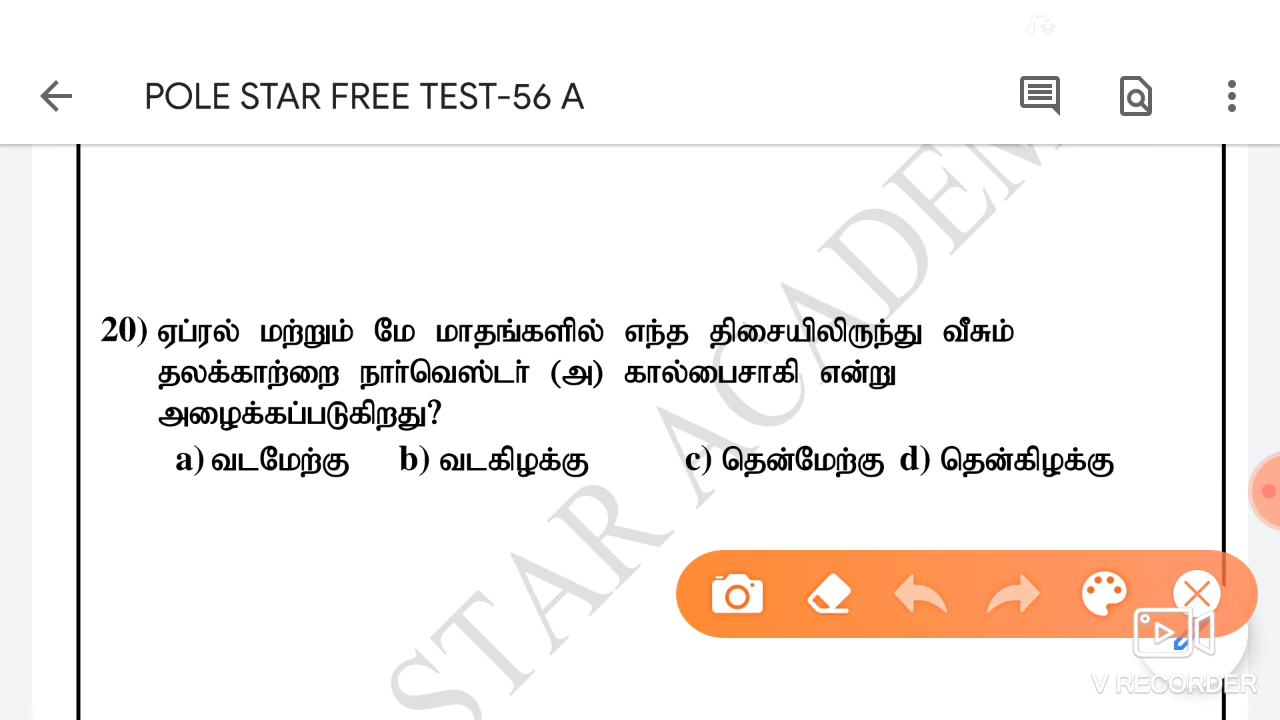 POLE STAR FREE TEST-56 A
STAR ACADEM
20) ஏப்ரல் மற்றும் மே மாதங்களில் எந்த திசையிலிருந்து வீசும்
தலக்காற்றை நார்வெஸ்டர் (அ) கால்பைசாகி என்று
அழைக்கப்படுகிறது?
a) வடமேற்கு b) வடகிழக்கு c) தென்மேற்கு d) தென்கிழக்கு
V RECORDER